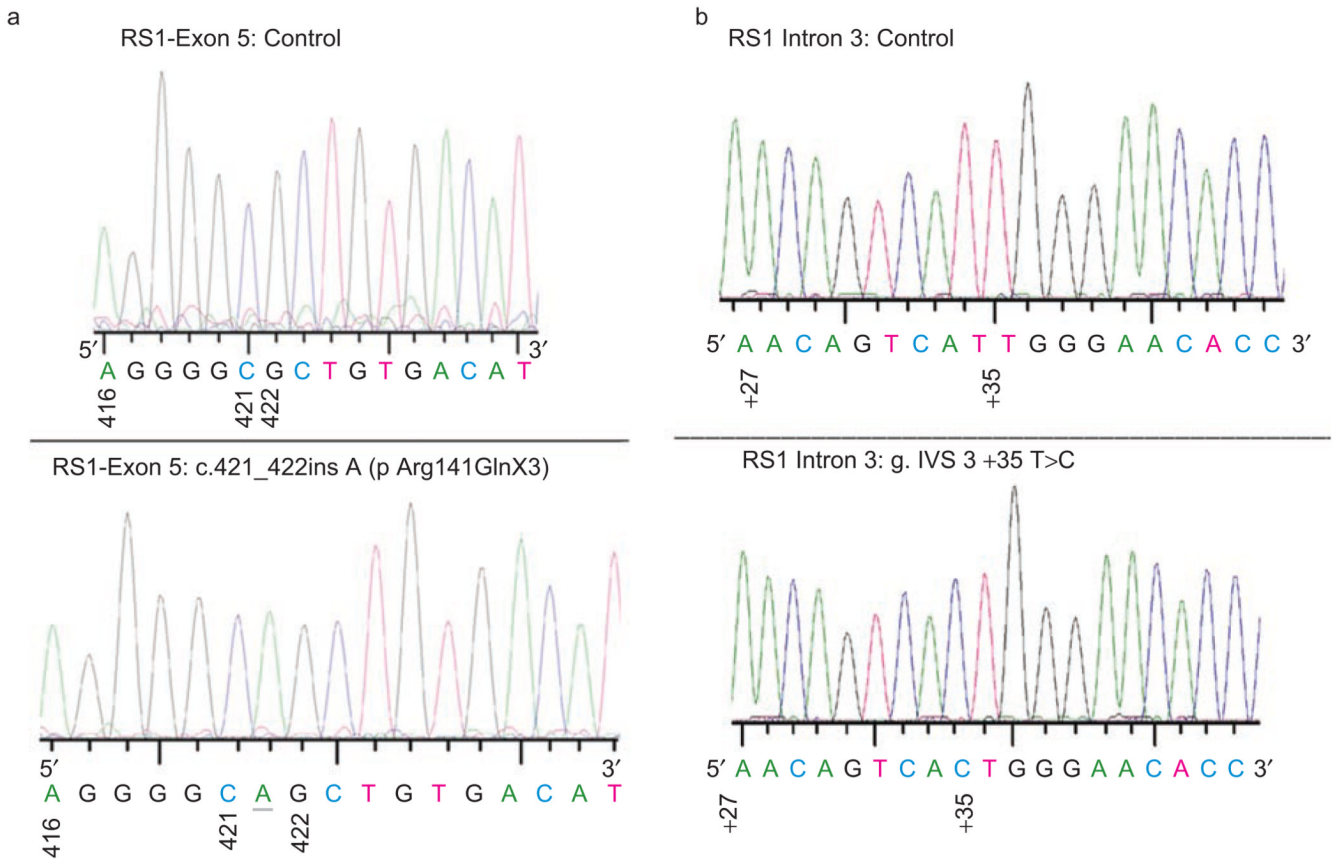 a
RS1-Exon 5: Control
5′ 3′
A G G G G C G C T G T G A C A T
416 421 422
RS1-Exon 5: c.421_422ins A (p Arg141GlnX3)
5′ 3′
A G G G G C A G C T G T G A C A T
416 421 422
b
RS1 Intron 3: Control
5′ A A C A G T C A T T G G G A A C A C C 3′
+27 +35
RS1 Intron 3: g. IVS 3 +35 T>C
5′ A A C A G T C A C T G G G A A C A C C 3′
+27 +35